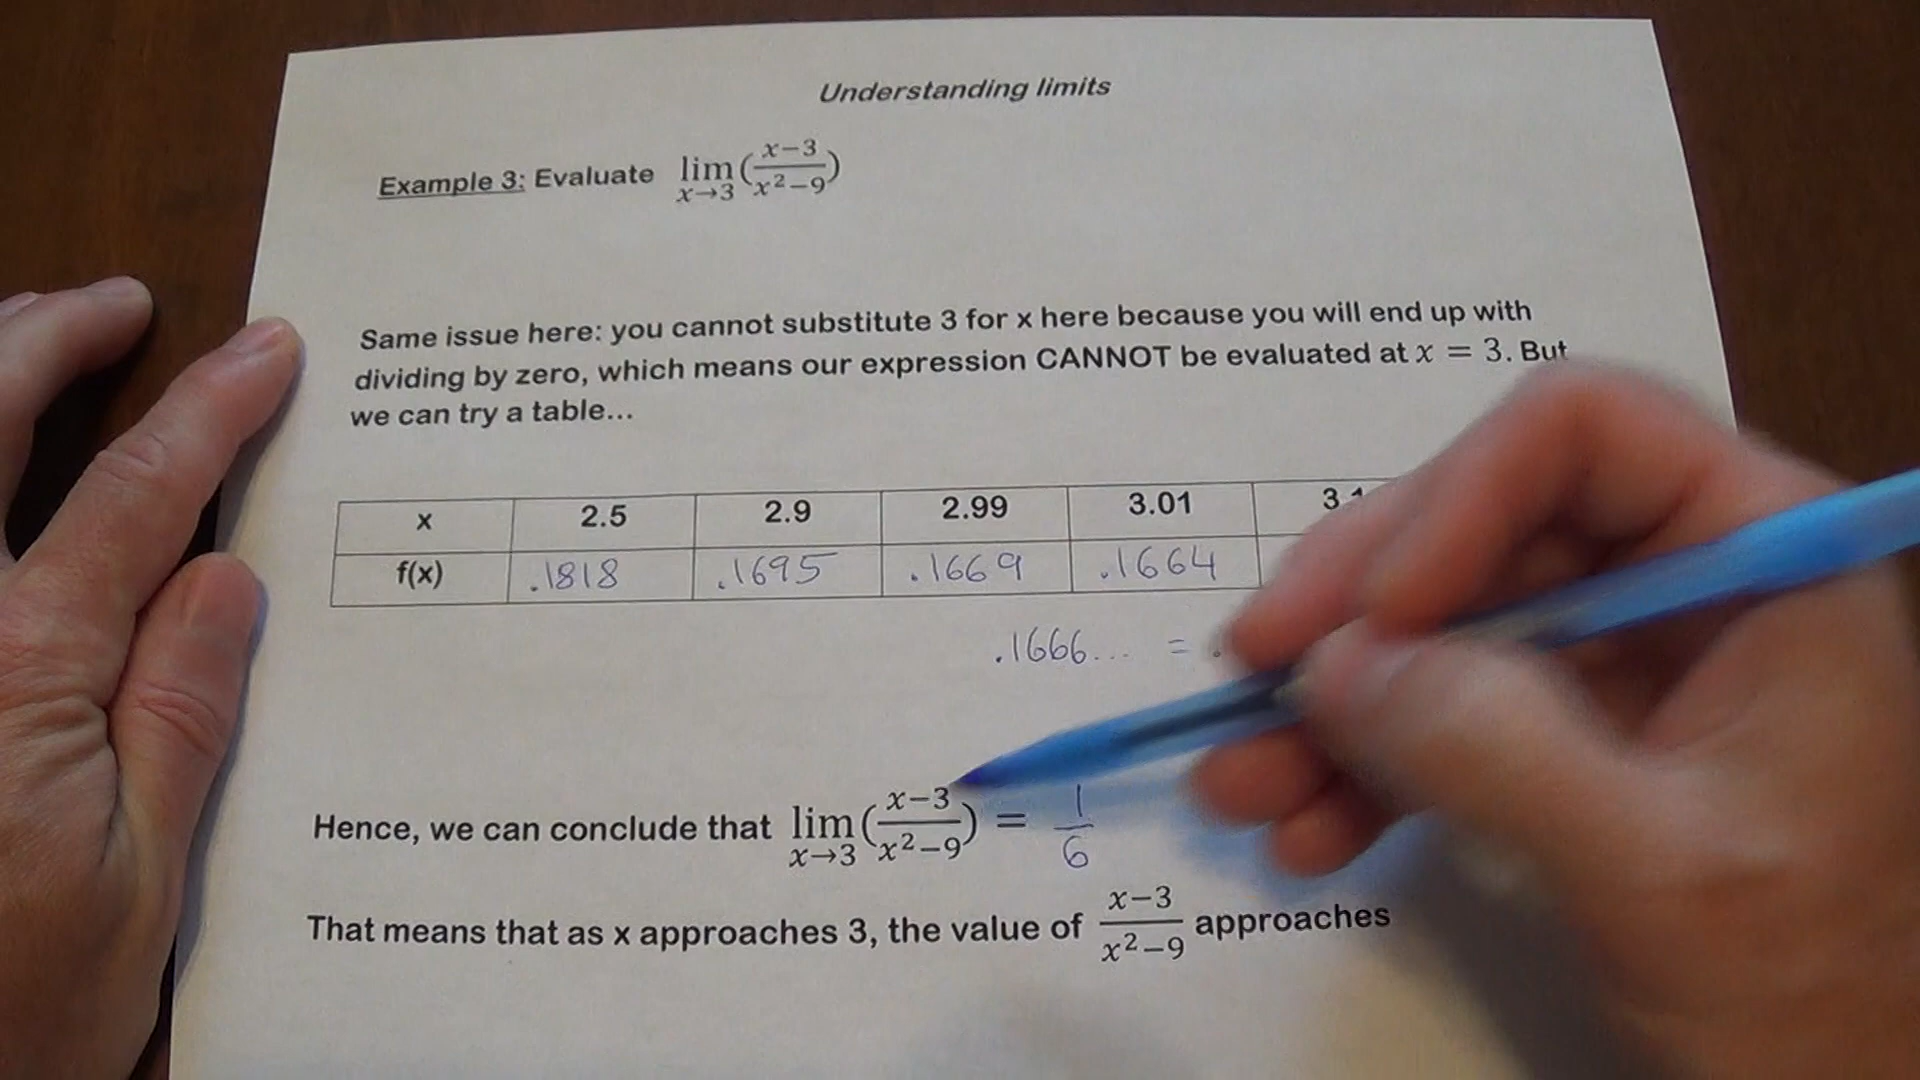 Understanding limits
Example 3: Evaluate lim x→3 (x−3 / x²−9)
Same issue here: you cannot substitute 3 for x here because you will end up with
dividing by zero, which means our expression CANNOT be evaluated at x = 3. But
we can try a table...
x 2.5 2.9 2.99 3.01
f(x) .1818 .1695 .1669 .1664
.1666... = .
Hence, we can conclude that lim x→3 (x−3 / x²−9) = 1/6
That means that as x approaches 3, the value of x−3 / x²−9 approaches